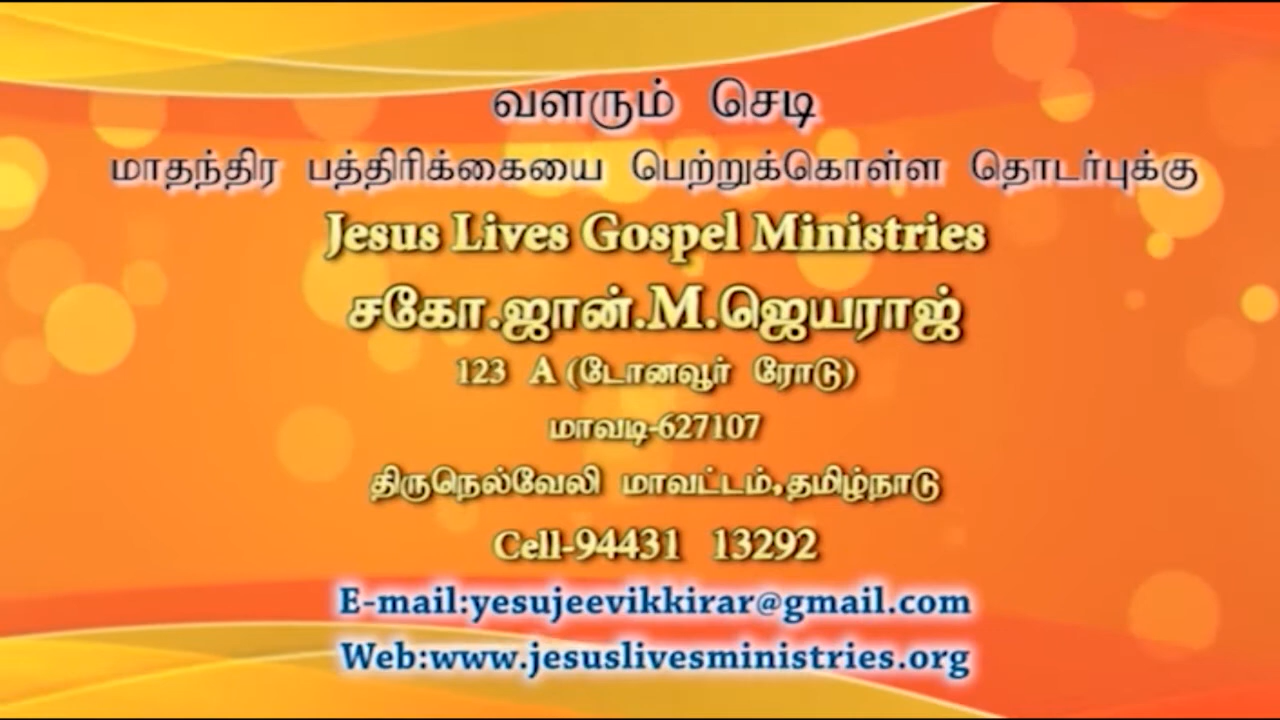 வளரும் செடி
மாதந்திர பத்திரிக்கையை பெற்றுக்கொள்ள தொடர்புக்கு
Jesus Lives Gospel Ministries
சகோ.ஜான்.M.ஜெயராஜ்
123 A (டோனவூர் ரோடு)
மாவடி-627107
திருநெல்வேலி மாவட்டம்,தமிழ்நாடு
Cell-94431 13292
E-mail:yesujeevikkirar@gmail.com
Web:www.jesuslivesministries.org